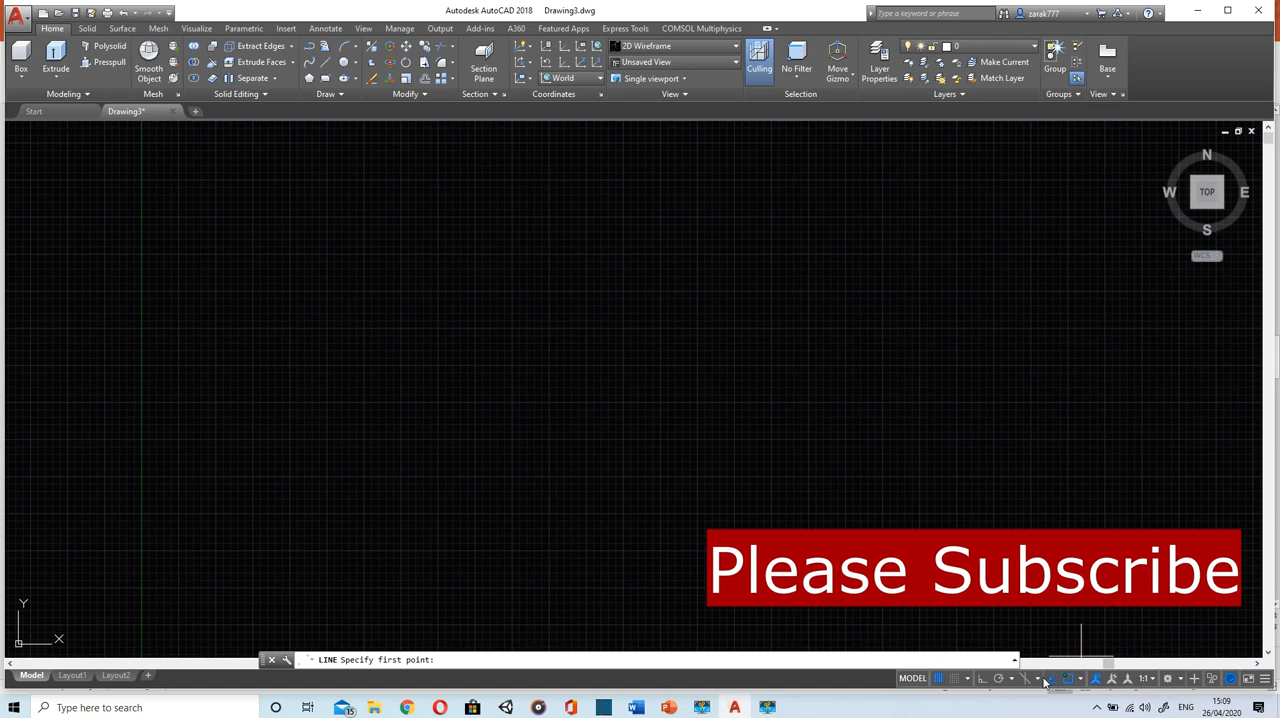 Autodesk AutoCAD 2018 Drawing3.dwg
Type a keyword or phrase
zarak777
Home Solid Surface Mesh Visualize Parametric Insert Annotate View Manage Output Add-ins A360 Featured Apps Express Tools COMSOL Multiphysics
Box
Extrude
Polysolid
Presspull
Smooth
Object
Extract Edges
Extrude Faces
Separate
Section
Plane
World
2D Wireframe
Unsaved View
Single viewport
Culling
No Filter
Move
Gizmo
Layer
Properties
0
Make Current
Match Layer
Group
Base
Modeling Mesh Solid Editing Draw Modify Section Coordinates View Selection Layers Groups View
Start Drawing3*
N
W TOP E
S
WCS
Please Subscribe
Y
X
LINE Specify first point:
Model Layout1 Layout2 +
MODEL 1:1
Type here to search
15
ENG
15:09
26/04/2020